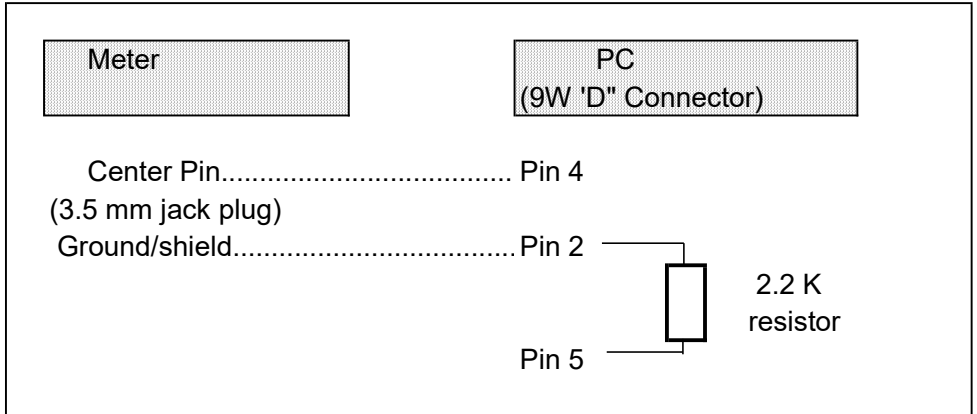 Meter
PC
(9W 'D" Connector)
Center Pin...................................... Pin 4
(3.5 mm jack plug)
Ground/shield..................................... Pin 2
2.2 K
resistor
Pin 5